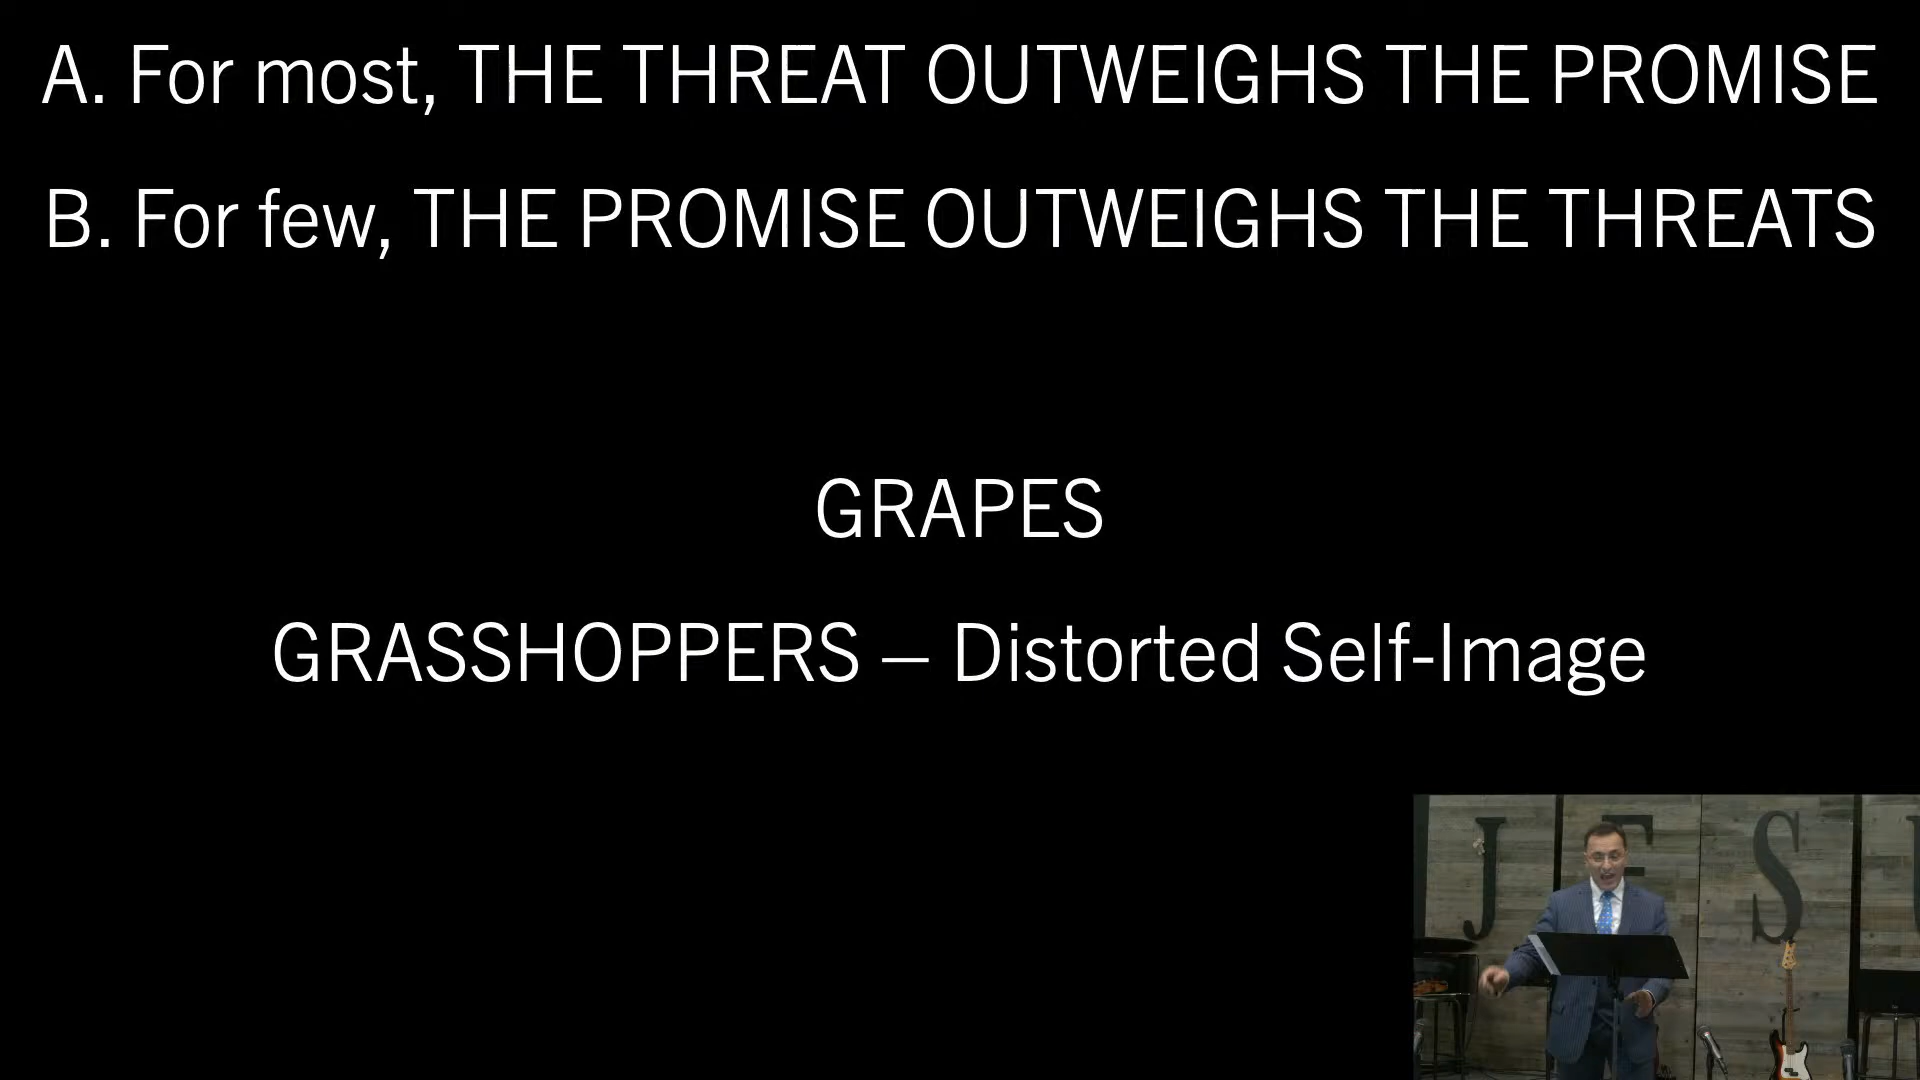 A. For most, THE THREAT OUTWEIGHS THE PROMISE
B. For few, THE PROMISE OUTWEIGHS THE THREATS
GRAPES
GRASSHOPPERS – Distorted Self-Image
J E S